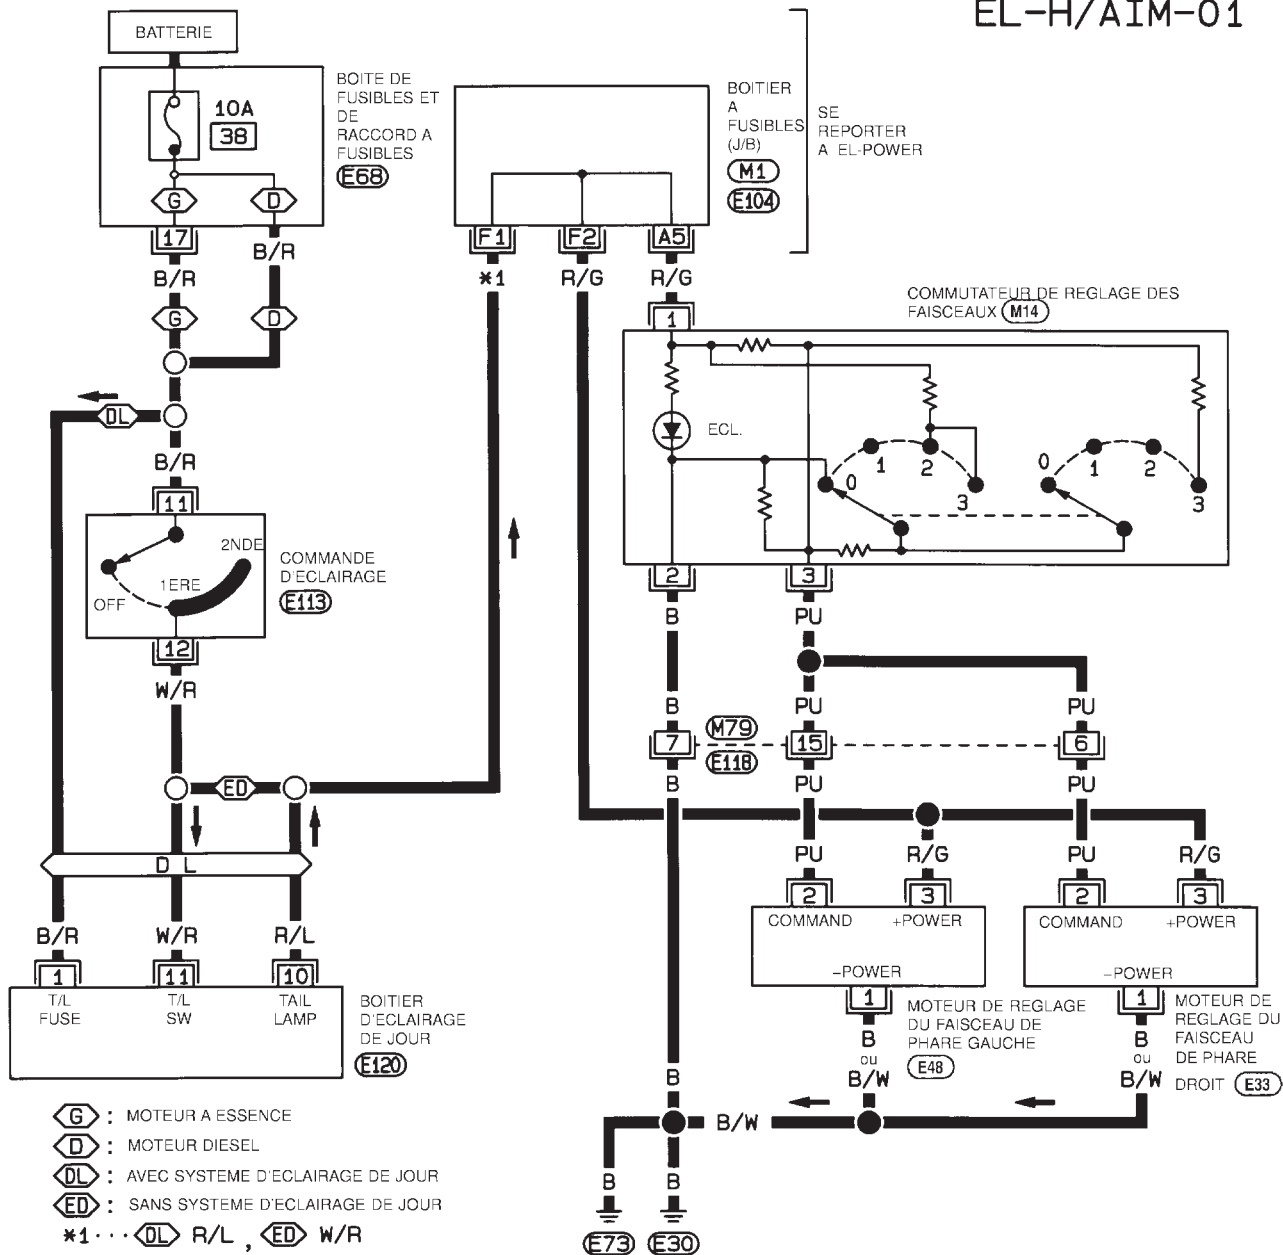 EL-H/AIM-01
BATTERIE
10A
38
BOITE DE
FUSIBLES ET
DE
RACCORD A
FUSIBLES
E68
G
D
17
B/R
B/R
G
D
DL
B/R
11
2NDE
1ERE
OFF
COMMANDE
D'ECLAIRAGE
E113
12
W/R
ED
D L
B/R
W/R
R/L
1
11
10
T/L
FUSE
T/L
SW
TAIL
LAMP
BOITIER
D'ECLAIRAGE
DE JOUR
E120
BOITIER
A
FUSIBLES
(J/B)
M1
E104
SE
REPORTER
A EL-POWER
F1
F2
A5
*1
R/G
R/G
COMMUTATEUR DE REGLAGE DES
FAISCEAUX M14
1
ECL.
0
1
2
3
0
1
2
3
2
3
B
PU
B
PU
PU
7
M79
E118
15
6
B
PU
PU
PU
R/G
PU
R/G
2
3
2
3
COMMAND
+POWER
COMMAND
+POWER
-POWER
-POWER
1
1
MOTEUR DE REGLAGE
DU FAISCEAU DE
PHARE GAUCHE
E48
MOTEUR DE
REGLAGE DU
FAISCEAU
DE PHARE
DROIT E33
B
ou
B/W
B
ou
B/W
B
B/W
B
B
E73
E30
G : MOTEUR A ESSENCE
D : MOTEUR DIESEL
DL : AVEC SYSTEME D'ECLAIRAGE DE JOUR
ED : SANS SYSTEME D'ECLAIRAGE DE JOUR
*1··· DL R/L , ED W/R